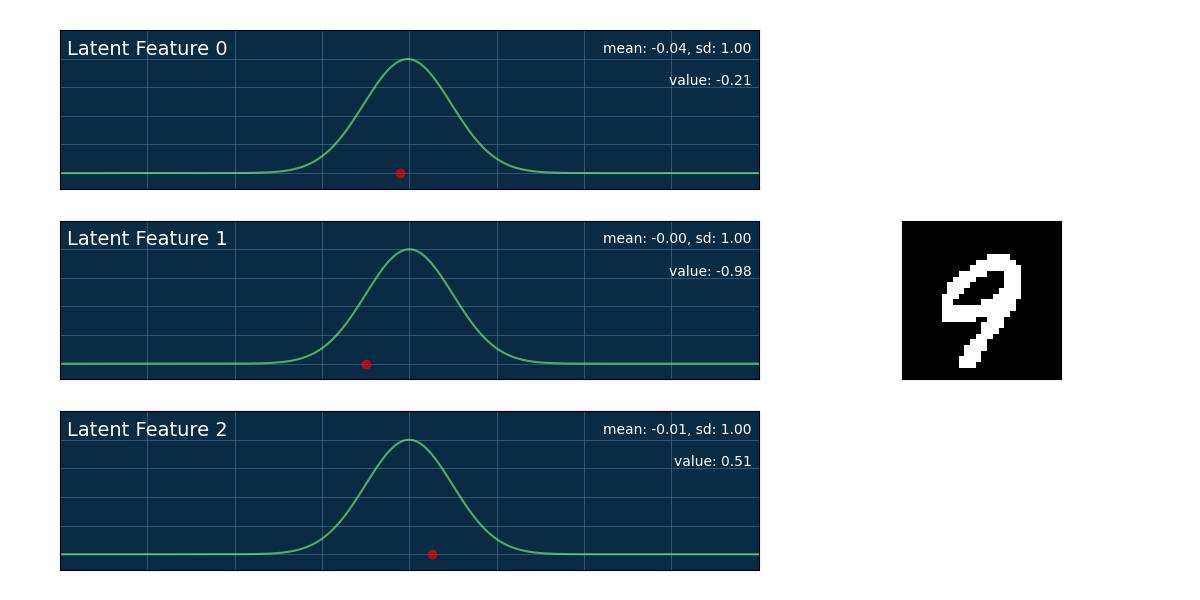 Latent Feature 0
mean: -0.04, sd: 1.00
value: -0.21
Latent Feature 1
mean: -0.00, sd: 1.00
value: -0.98
9
Latent Feature 2
mean: -0.01, sd: 1.00
value: 0.51